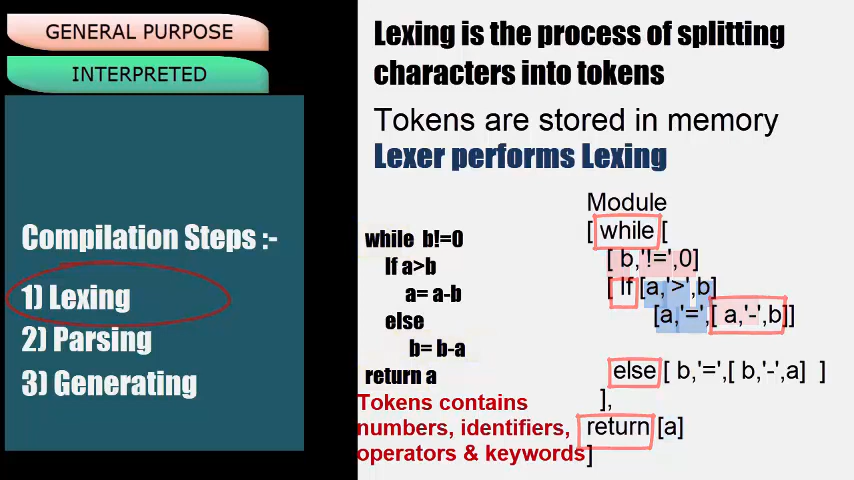 GENERAL PURPOSE
INTERPRETED
Compilation Steps :-
1) Lexing
2) Parsing
3) Generating
Lexing is the process of splitting
characters into tokens
Tokens are stored in memory
Lexer performs Lexing
while b!=0
If a>b
a= a-b
else
b= b-a
return a
Tokens contains
numbers, identifiers,
operators & keywords
Module
[ while [
[ b,'!=',0]
[ If [a,'>',b]
[a,'=',[ a,'-',b]]
else [ b,'=',[ b,'-',a] ]
],
return [a]
]